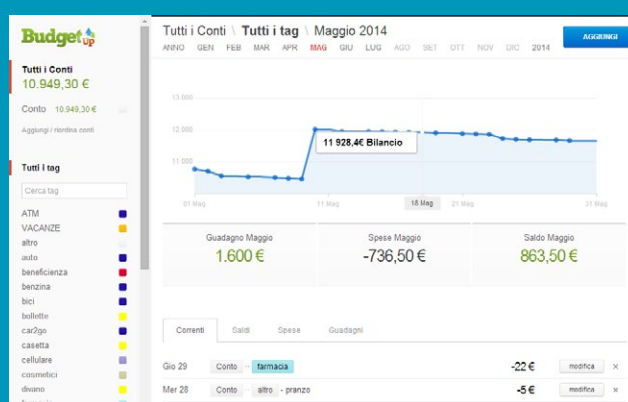 BudgetUp
Tutti i Conti
10.949,30 €
Conto 10.949,30 €
Aggiungi / riordina conti
Tutti i tag
Cerca tag
ATM
VACANZE
altro
auto
beneficienza
benzina
bici
bollette
car2go
casetta
cellulare
cosmetici
divano
Tutti i Conti \ Tutti i tag \ Maggio 2014
ANNO GEN FEB MAR APR MAG GIU LUG AGO SET OTT NOV DIC 2014
AGGIUNGI
13 000
12 000
11 000
11 928,4€ Bilancio
01 Mag 11 Mag 18 Mag 21 Mag 31 Mag
Guadagno Maggio Spese Maggio Saldo Maggio
1.600 € -736,50 € 863,50 €
Correnti Saldi Spese Guadagni
Gio 29 Conto farmacia -22 € modifica ×
Mer 28 Conto altro - pranzo -5 € modifica ×